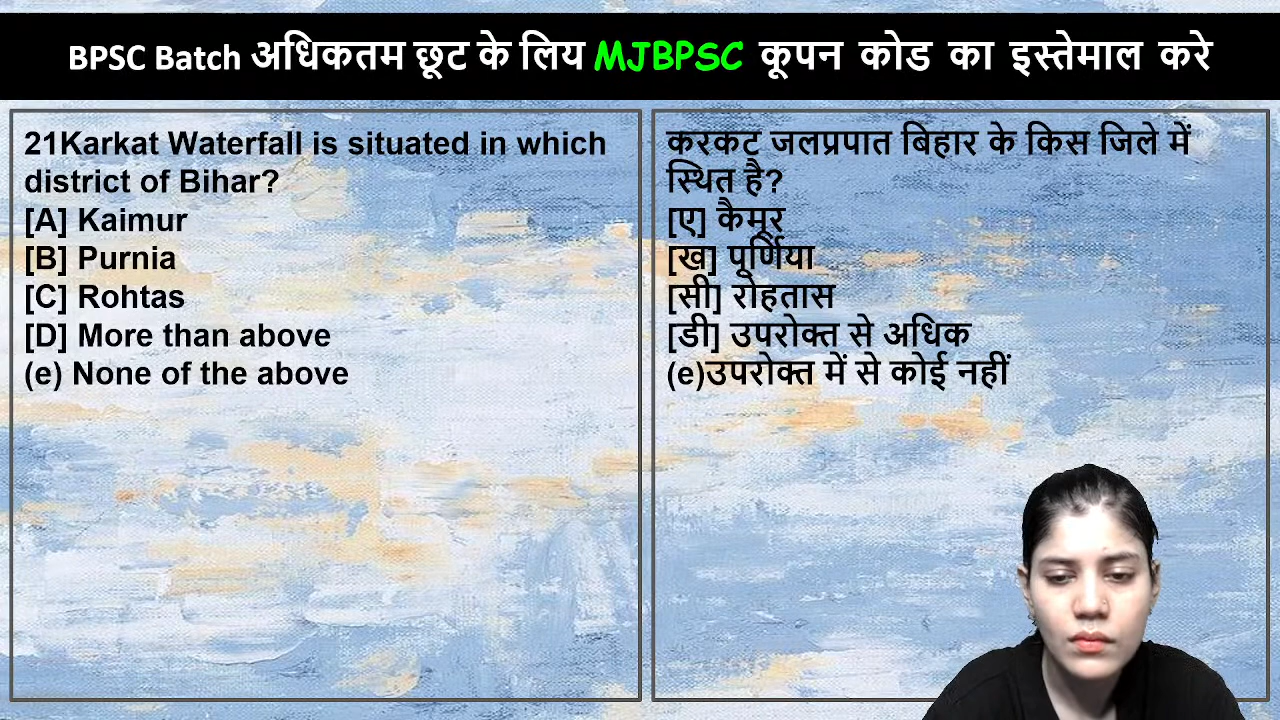 BPSC Batch अधिकतम छूट के लिय MJBPSC कूपन कोड का इस्तेमाल करे
21Karkat Waterfall is situated in which
district of Bihar?
[A] Kaimur
[B] Purnia
[C] Rohtas
[D] More than above
(e) None of the above
करकट जलप्रपात बिहार के किस जिले में
स्थित है?
[ए] कैमूर
[ख] पूर्णिया
[सी] रोहतास
[डी] उपरोक्त से अधिक
(e)उपरोक्त में से कोई नहीं